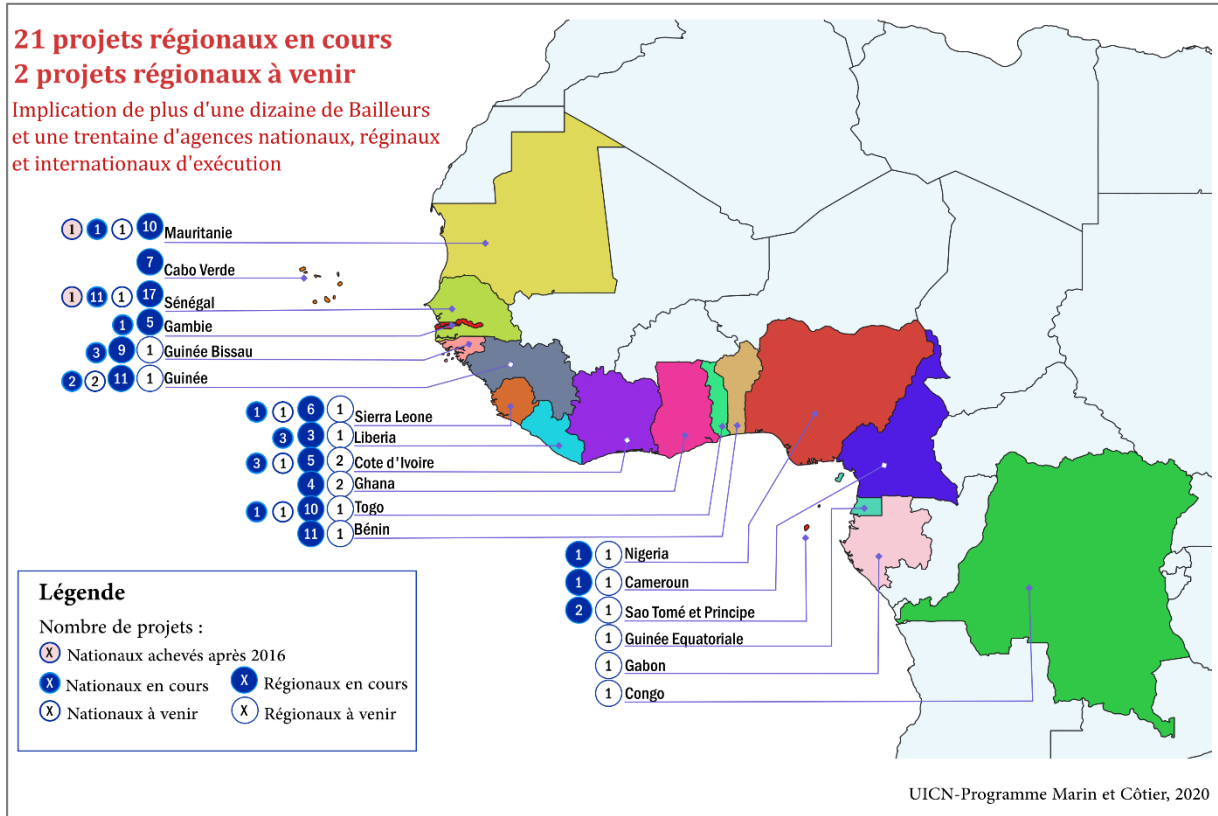 21 projets régionaux en cours
2 projets régionaux à venir
Implication de plus d'une dizaine de Bailleurs
et une trentaine d'agences nationaux, réginaux
et internationaux d'exécution
1 1 1 10 Mauritanie
7 Cabo Verde
1 11 1 17 Sénégal
1 5 Gambie
3 9 1 Guinée Bissau
2 2 11 1 Guinée
1 1 6 1 Sierra Leone
3 3 1 Liberia
3 1 5 2 Cote d'Ivoire
4 2 Ghana
1 1 10 1 Togo
11 1 Bénin
1 1 Nigeria
1 1 Cameroun
2 1 Sao Tomé et Principe
1 Guinée Equatoriale
1 Gabon
1 Congo
Légende
Nombre de projets :
X Nationaux achevés après 2016
X Nationaux en cours X Régionaux en cours
X Nationaux à venir X Régionaux à venir
UICN-Programme Marin et Côtier, 2020